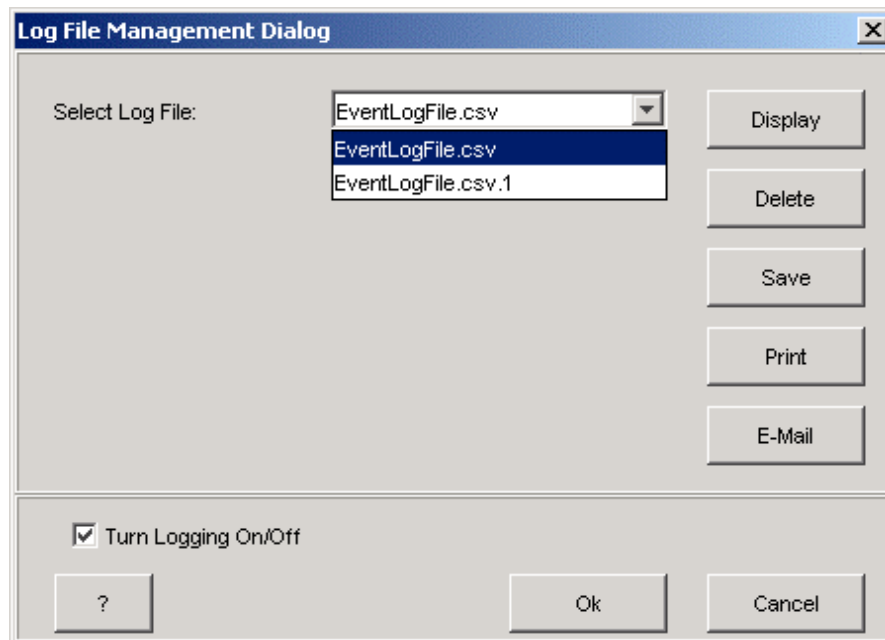 Log File Management Dialog
Select Log File:
EventLogFile.csv
EventLogFile.csv
EventLogFile.csv.1
Display
Delete
Save
Print
E-Mail
Turn Logging On/Off
?
Ok
Cancel